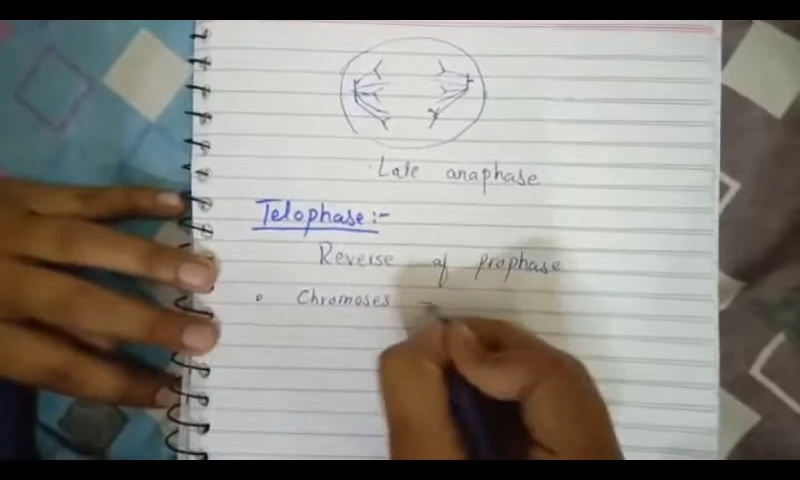 Late anaphase
Telophase:-
Reverse of prophase
• Chromoses -